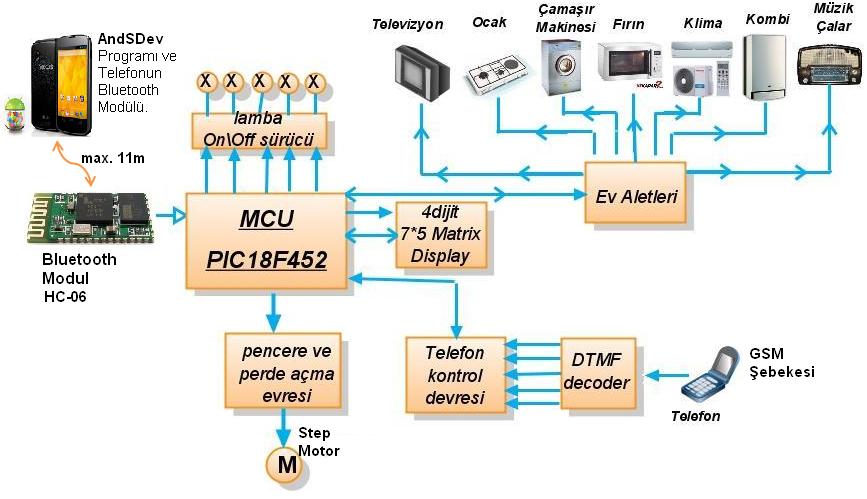 AndSDev
Programı ve
Telefonun
Bluetooth
Modülü.
max. 11m
Bluetooth
Modul
HC-06
X X X X X
lamba
On\Off sürücü
MCU
PIC18F452
4dijit
7*5 Matrix
Display
pencere ve
perde açma
evresi
Step
Motor
M
Telefon
kontrol
devresi
DTMF
decoder
GSM
Şebekesi
Telefon
Ev Aletleri
Televizyon
Ocak
Çamaşır
Makinesi
Fırın
Klima
Kombi
Müzik
Çalar